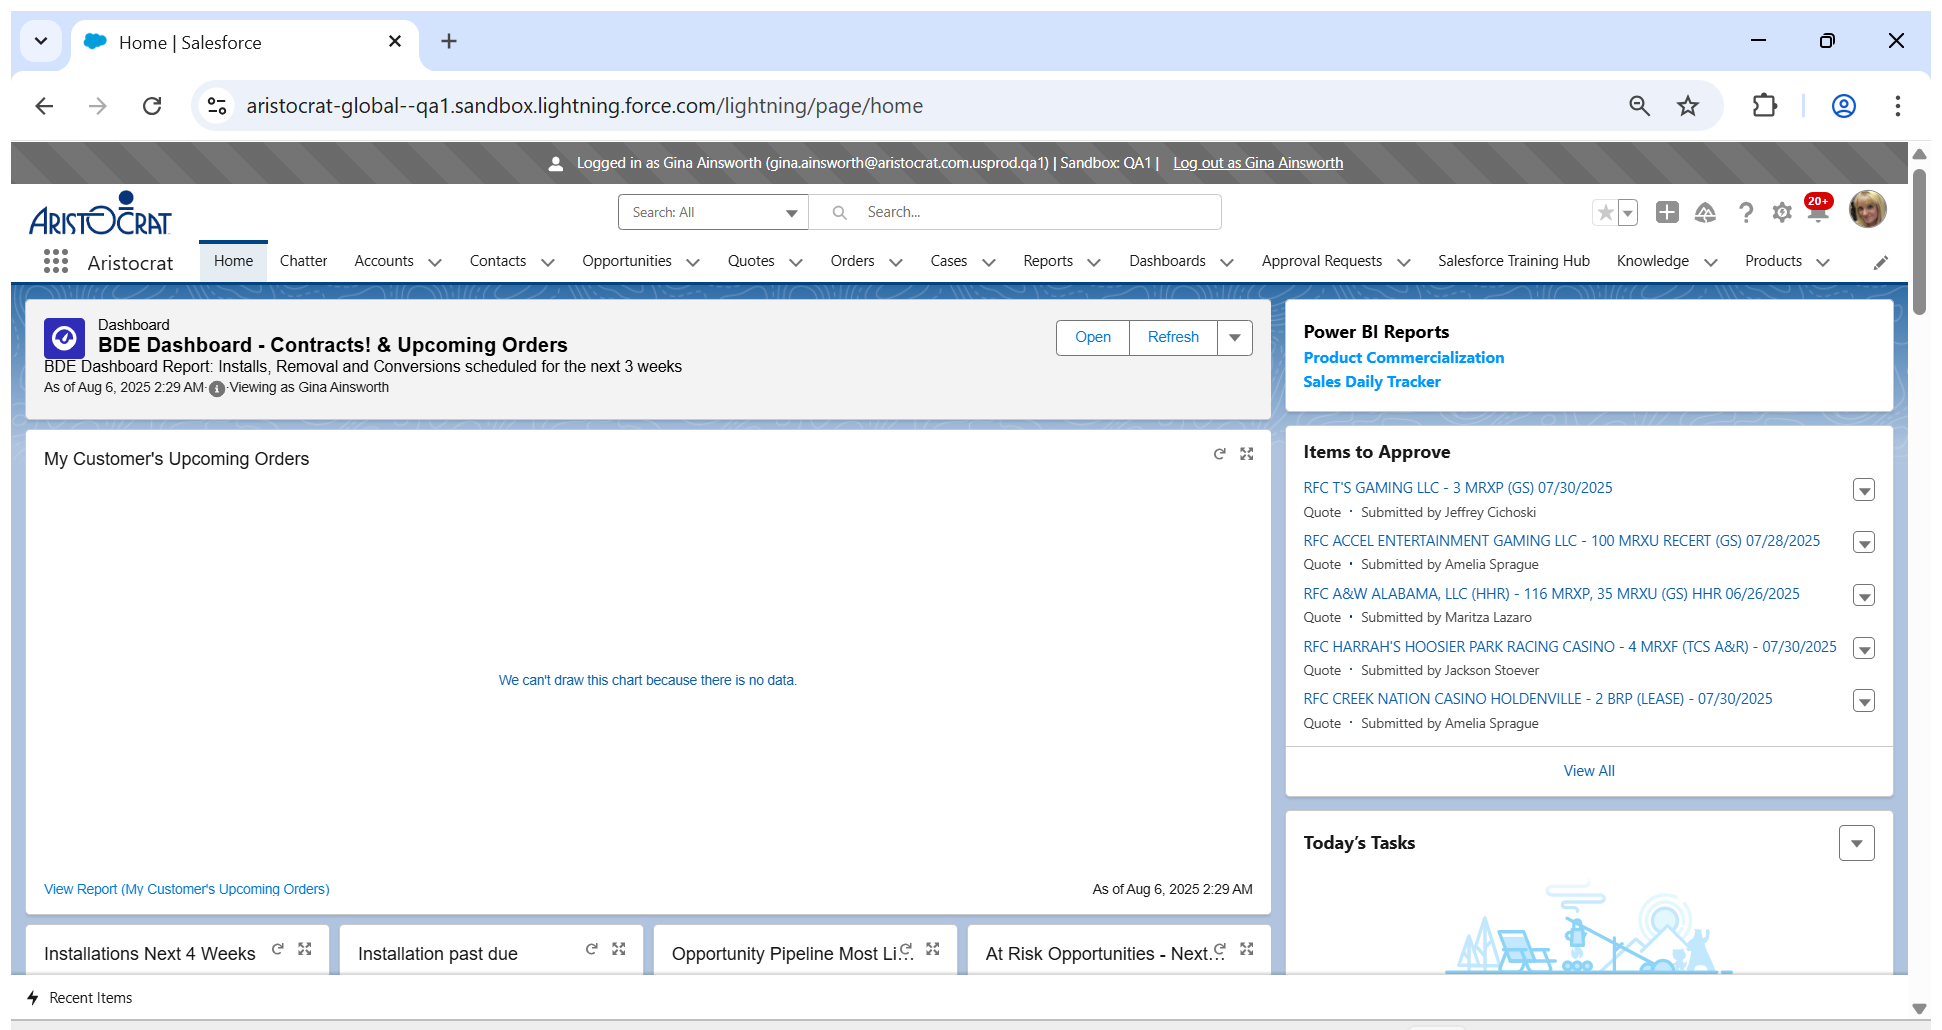 Home | Salesforce
aristocrat-global--qa1.sandbox.lightning.force.com/lightning/page/home
Logged in as Gina Ainsworth (gina.ainsworth@aristocrat.com.usprod.qa1) | Sandbox: QA1 | Log out as Gina Ainsworth
ARISTOCRAT
Search: All
Search...
20+
Aristocrat
Home Chatter Accounts Contacts Opportunities Quotes Orders Cases Reports Dashboards Approval Requests Salesforce Training Hub Knowledge Products
Dashboard
BDE Dashboard - Contracts! & Upcoming Orders
BDE Dashboard Report: Installs, Removal and Conversions scheduled for the next 3 weeks
As of Aug 6, 2025 2:29 AM·Viewing as Gina Ainsworth
Open Refresh
My Customer's Upcoming Orders
We can't draw this chart because there is no data.
View Report (My Customer's Upcoming Orders)
As of Aug 6, 2025 2:29 AM
Installations Next 4 Weeks
Installation past due
Opportunity Pipeline Most Li...
At Risk Opportunities - Next...
Power BI Reports
Product Commercialization
Sales Daily Tracker
Items to Approve
RFC T'S GAMING LLC - 3 MRXP (GS) 07/30/2025
Quote · Submitted by Jeffrey Cichoski
RFC ACCEL ENTERTAINMENT GAMING LLC - 100 MRXU RECERT (GS) 07/28/2025
Quote · Submitted by Amelia Sprague
RFC A&W ALABAMA, LLC (HHR) - 116 MRXP, 35 MRXU (GS) HHR 06/26/2025
Quote · Submitted by Maritza Lazaro
RFC HARRAH'S HOOSIER PARK RACING CASINO - 4 MRXF (TCS A&R) - 07/30/2025
Quote · Submitted by Jackson Stoever
RFC CREEK NATION CASINO HOLDENVILLE - 2 BRP (LEASE) - 07/30/2025
Quote · Submitted by Amelia Sprague
View All
Today's Tasks
Recent Items